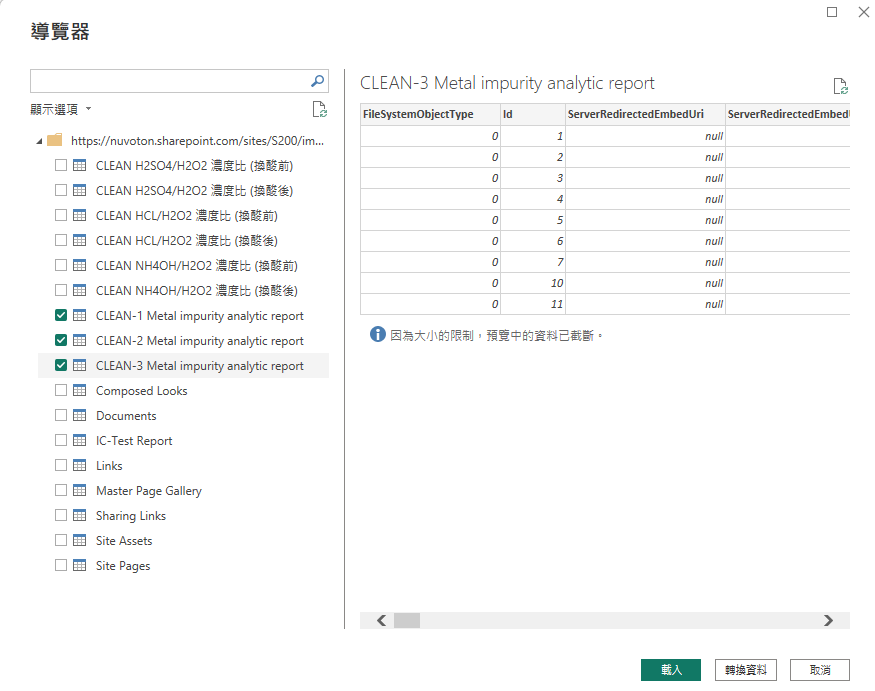 導覽器
顯示選項
https://nuvoton.sharepoint.com/sites/S200/im...
CLEAN H2SO4/H2O2 濃度比 (換酸前)
CLEAN H2SO4/H2O2 濃度比 (換酸後)
CLEAN HCL/H2O2 濃度比 (換酸前)
CLEAN HCL/H2O2 濃度比 (換酸後)
CLEAN NH4OH/H2O2 濃度比 (換酸前)
CLEAN NH4OH/H2O2 濃度比 (換酸後)
CLEAN-1 Metal impurity analytic report
CLEAN-2 Metal impurity analytic report
CLEAN-3 Metal impurity analytic report
Composed Looks
Documents
IC-Test Report
Links
Master Page Gallery
Sharing Links
Site Assets
Site Pages
CLEAN-3 Metal impurity analytic report
FileSystemObjectType Id ServerRedirectedEmbedUri ServerRedirectedEmbedU
0 1 null
0 2 null
0 3 null
0 4 null
0 5 null
0 6 null
0 7 null
0 10 null
0 11 null
因為大小的限制，預覽中的資料已截斷。
載入 轉換資料 取消